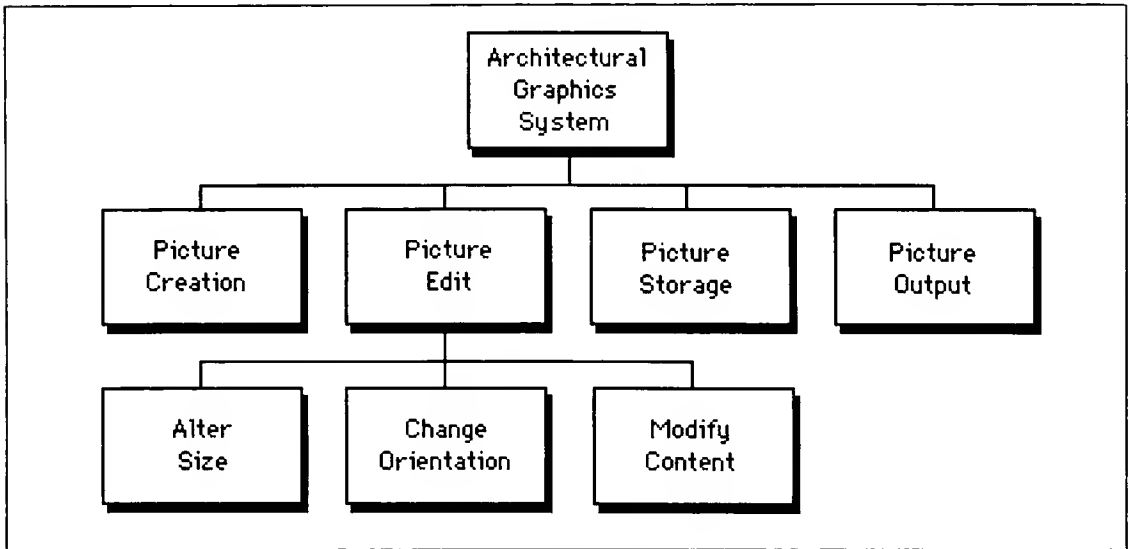 Architectural
Graphics
System
Picture
Creation
Picture
Edit
Picture
Storage
Picture
Output
Alter
Size
Change
Orientation
Modify
Content